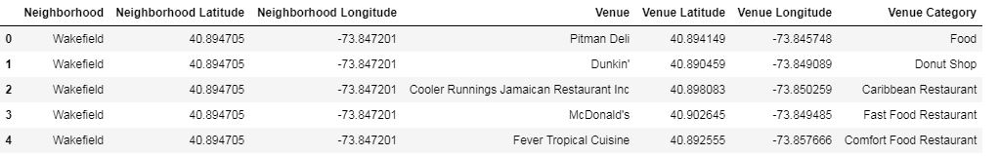 Neighborhood Neighborhood Latitude Neighborhood Longitude Venue Venue Latitude Venue Longitude Venue Category
0 Wakefield 40.894705 -73.847201 Pitman Deli 40.894149 -73.845748 Food
1 Wakefield 40.894705 -73.847201 Dunkin' 40.890459 -73.849089 Donut Shop
2 Wakefield 40.894705 -73.847201 Cooler Runnings Jamaican Restaurant Inc 40.898083 -73.850259 Caribbean Restaurant
3 Wakefield 40.894705 -73.847201 McDonald's 40.902645 -73.849485 Fast Food Restaurant
4 Wakefield 40.894705 -73.847201 Fever Tropical Cuisine 40.892555 -73.857666 Comfort Food Restaurant